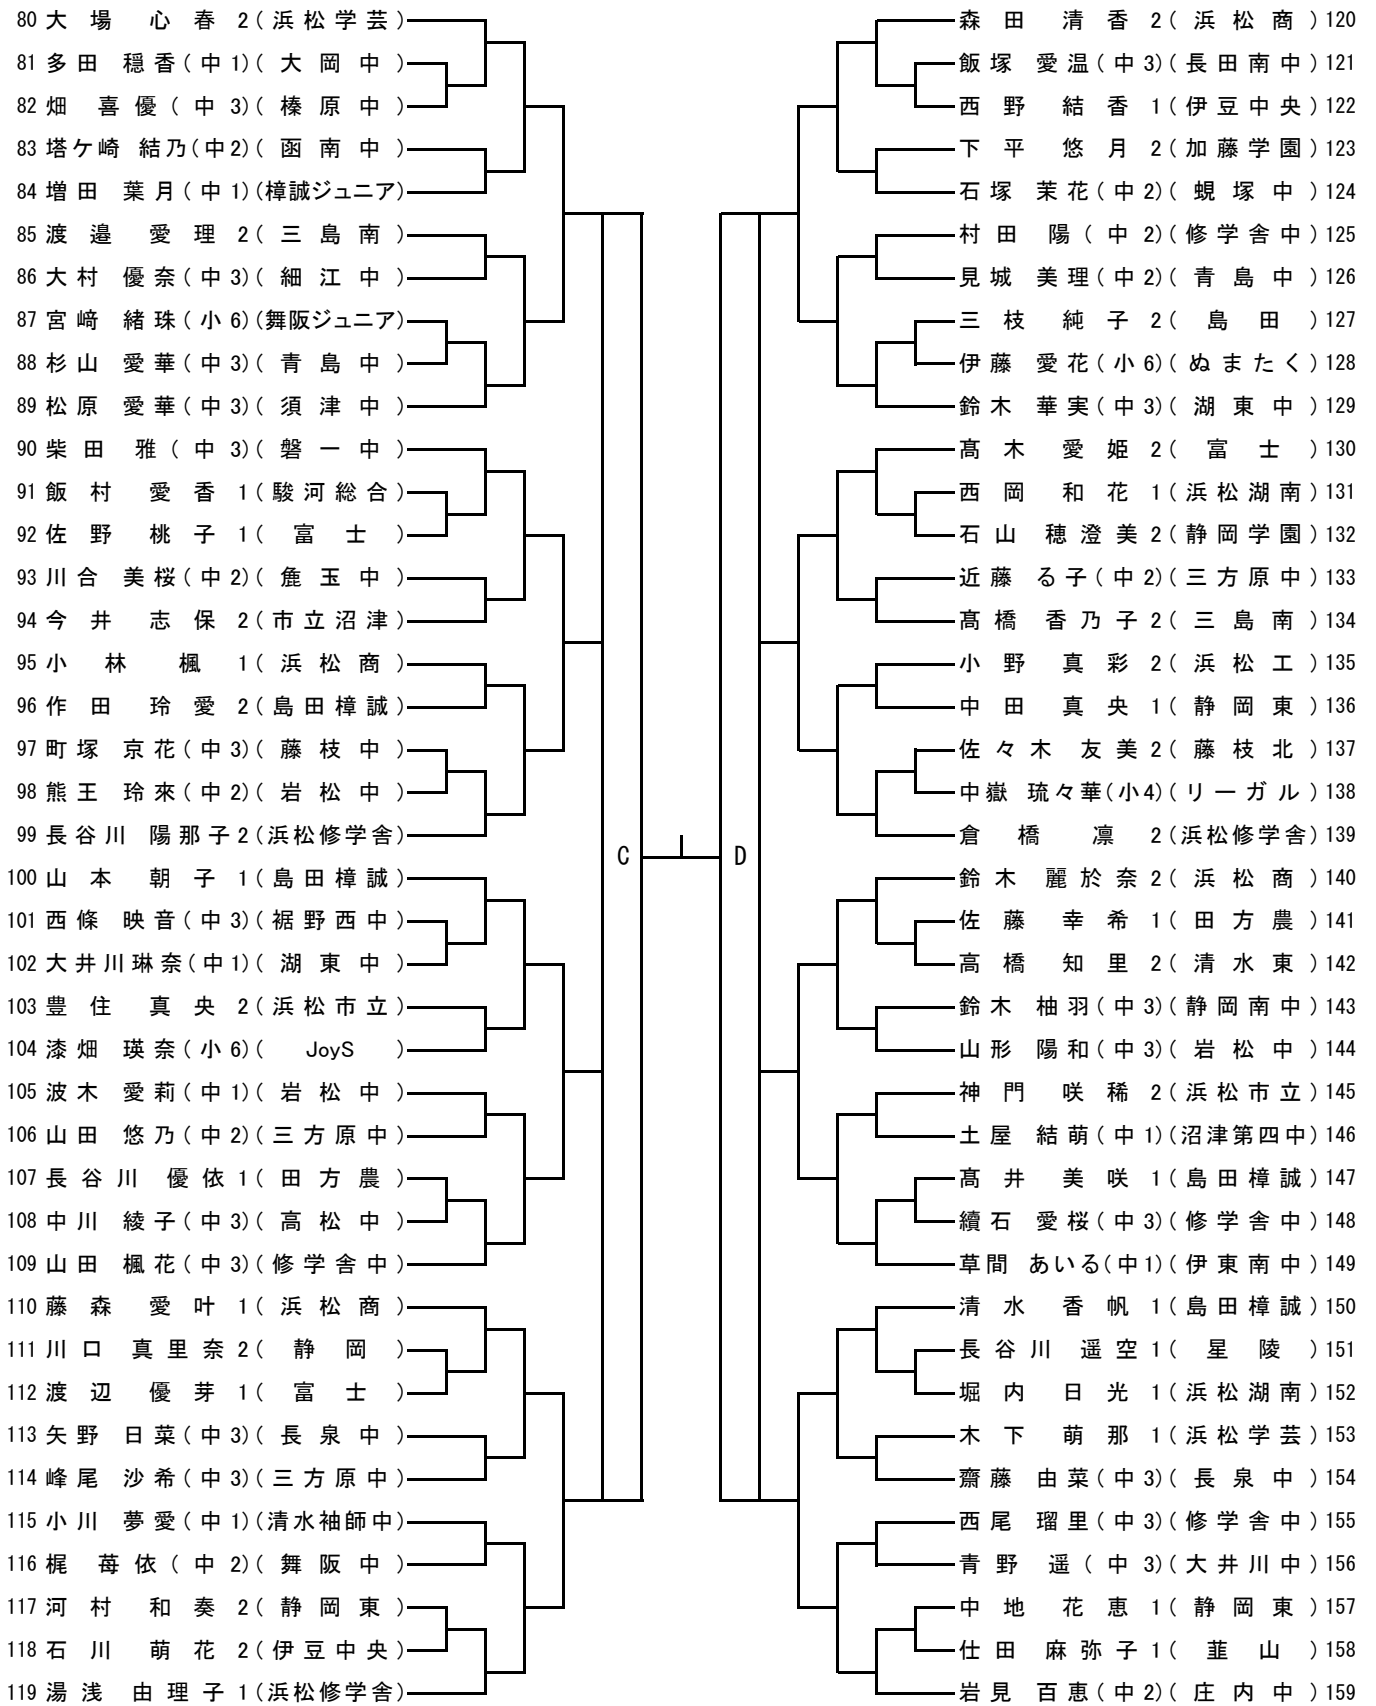 80 大場 心春 2 (浜松学芸)
81 多田 穏香(中1) (大岡中)
82 畑 喜優(中3) (榛原中)
83 塔ケ崎 結乃(中2) (函南中)
84 増田 葉月(中1) (樟誠ジュニア)
85 渡邉 愛理 2 (三島南)
86 大村 優奈(中3) (細江中)
87 宮﨑 緒珠(小6) (舞阪ジュニア)
88 杉山 愛華(中3) (青島中)
89 松原 愛華(中3) (須津中)
90 柴田 雅(中3) (磐一中)
91 飯村 愛香 1 (駿河総合)
92 佐野 桃子 1 (富士)
93 川合 美桜(中2) (麁玉中)
94 今井 志保 2 (市立沼津)
95 小林 楓 1 (浜松商)
96 作田 玲愛 2 (島田樟誠)
97 町塚 京花(中3) (藤枝中)
98 熊王 玲來(中2) (岩松中)
99 長谷川 陽那子 2 (浜松修学舎)
100 山本 朝子 1 (島田樟誠)
101 西條 映音(中3) (裾野西中)
102 大井川琳奈(中1) (湖東中)
103 豊住 真央 2 (浜松市立)
104 漆畑 瑛奈(小6) (JoyS)
105 波木 愛莉(中1) (岩松中)
106 山田 悠乃(中2) (三方原中)
107 長谷川 優依 1 (田方農)
108 中川 綾子(中3) (高松中)
109 山田 楓花(中3) (修学舎中)
110 藤森 愛叶 1 (浜松商)
111 川口 真里奈 2 (静岡)
112 渡辺 優芽 1 (富士)
113 矢野 日菜(中3) (長泉中)
114 峰尾 沙希(中3) (三方原中)
115 小川 夢愛(中1) (清水袖師中)
116 梶 苺依(中2) (舞阪中)
117 河村 和奏 2 (静岡東)
118 石川 萌花 2 (伊豆中央)
119 湯浅 由理子 1 (浜松修学舎)
C
D
森田 清香 2 (浜松商) 120
飯塚 愛温(中3) (長田南中) 121
西野 結香 1 (伊豆中央) 122
下平 悠月 2 (加藤学園) 123
石塚 茉花(中2) (蜆塚中) 124
村田 陽(中2) (修学舎中) 125
見城 美理(中2) (青島中) 126
三枝 純子 2 (島田) 127
伊藤 愛花(小6) (ぬまたく) 128
鈴木 華実(中3) (湖東中) 129
髙木 愛姫 2 (富士) 130
西岡 和花 1 (浜松湖南) 131
石山 穂澄美 2 (静岡学園) 132
近藤 る子(中2) (三方原中) 133
髙橋 香乃子 2 (三島南) 134
小野 真彩 2 (浜松工) 135
中田 真央 1 (静岡東) 136
佐々木 友美 2 (藤枝北) 137
中嶽 琉々華(小4) (リーガル) 138
倉橋 凛 2 (浜松修学舎) 139
鈴木 麗於奈 2 (浜松商) 140
佐藤 幸希 1 (田方農) 141
高橋 知里 2 (清水東) 142
鈴木 柚羽(中3) (静岡南中) 143
山形 陽和(中3) (岩松中) 144
神門 咲稀 2 (浜松市立) 145
土屋 結萌(中1) (沼津第四中) 146
髙井 美咲 1 (島田樟誠) 147
續石 愛桜(中3) (修学舎中) 148
草間 あいる(中1) (伊東南中) 149
清水 香帆 1 (島田樟誠) 150
長谷川 遥空 1 (星陵) 151
堀内 日光 1 (浜松湖南) 152
木下 萌那 1 (浜松学芸) 153
齋藤 由菜(中3) (長泉中) 154
西尾 瑠里(中3) (修学舎中) 155
青野 遥(中3) (大井川中) 156
中地 花恵 1 (静岡東) 157
仕田 麻弥子 1 (韮山) 158
岩見 百恵(中2) (庄内中) 159